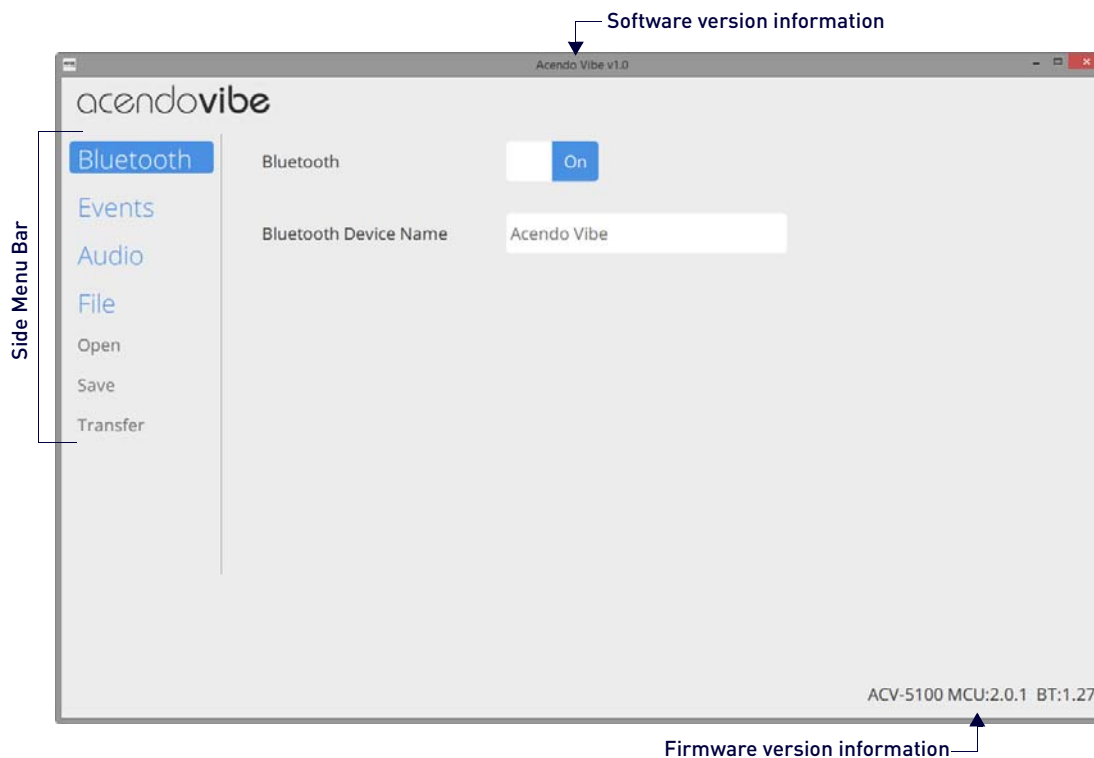 Software version information
Acendo Vibe v1.0
acendovibe
Side Menu Bar
Bluetooth
Events
Audio
File
Open
Save
Transfer
Bluetooth
On
Bluetooth Device Name
Acendo Vibe
ACV-5100 MCU:2.0.1 BT:1.27
Firmware version information